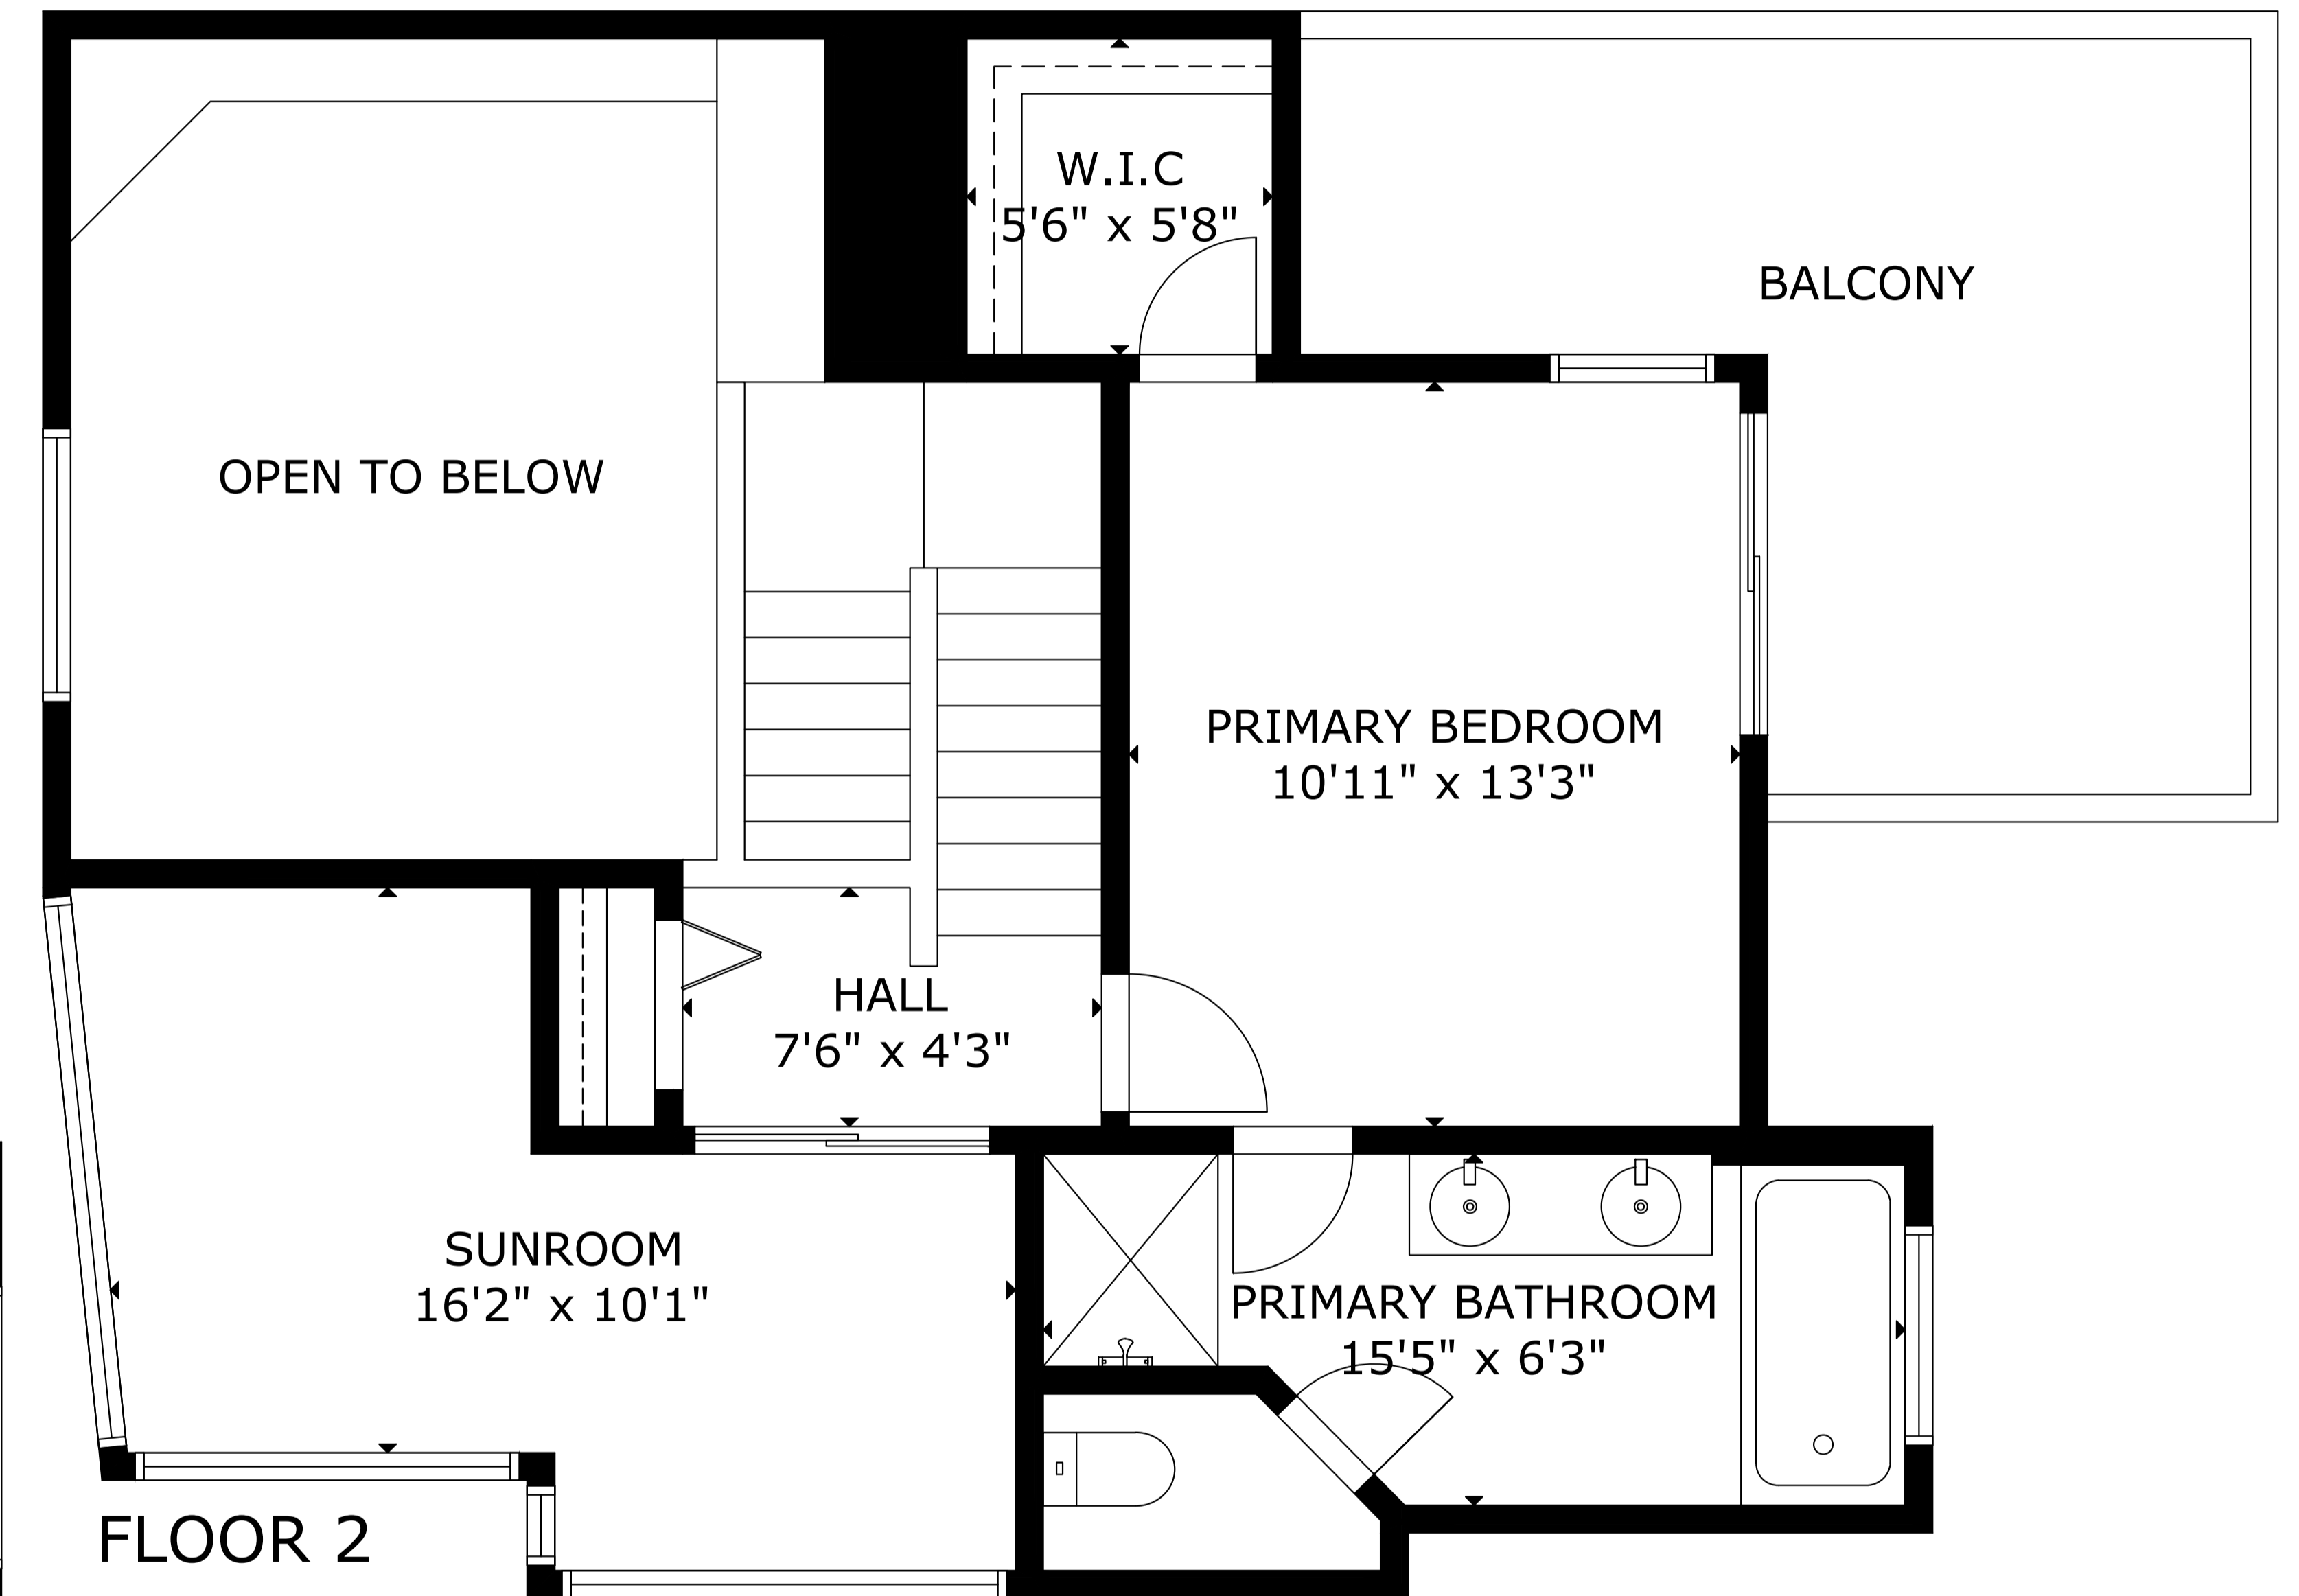 W.I.C
5'6" x 5'8"
BALCONY
OPEN TO BELOW
PRIMARY BEDROOM
10'11" x 13'3"
HALL
7'6" x 4'3"
SUNROOM
16'2" x 10'1"
PRIMARY BATHROOM
15'5" x 6'3"
FLOOR 2